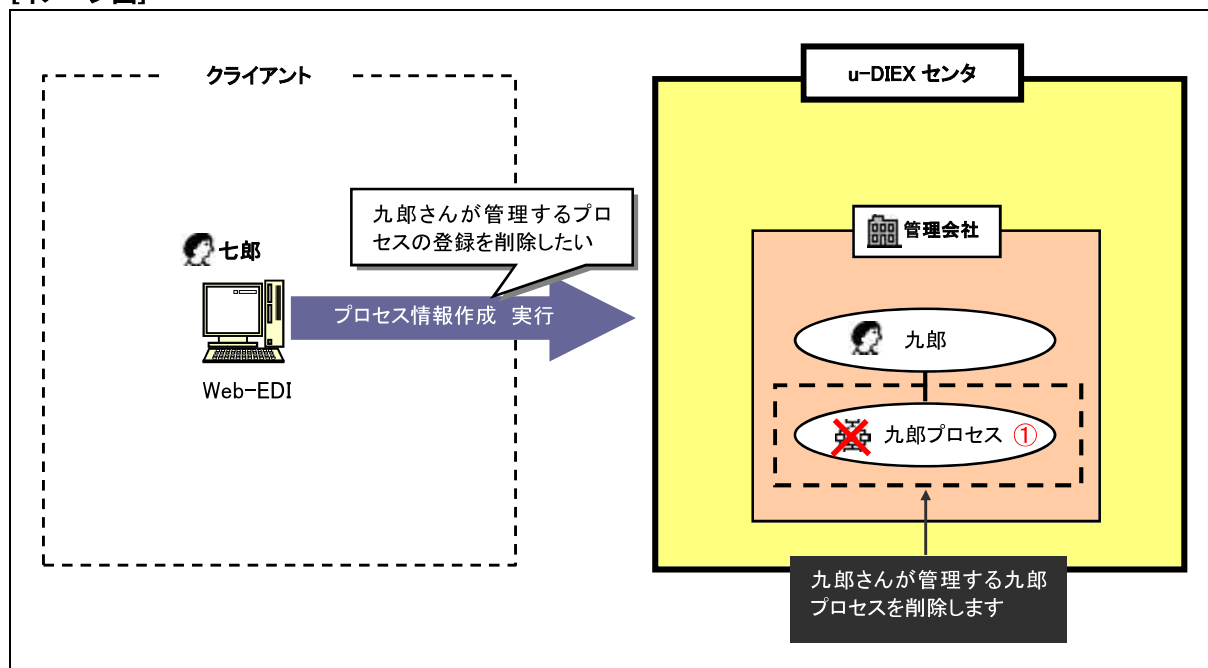 クライアント
u-DIEX センタ
九郎さんが管理するプロ
セスの登録を削除したい
管理会社
七郎
プロセス情報作成 実行
九郎
Web-EDI
九郎プロセス ①
九郎さんが管理する九郎
プロセスを削除します